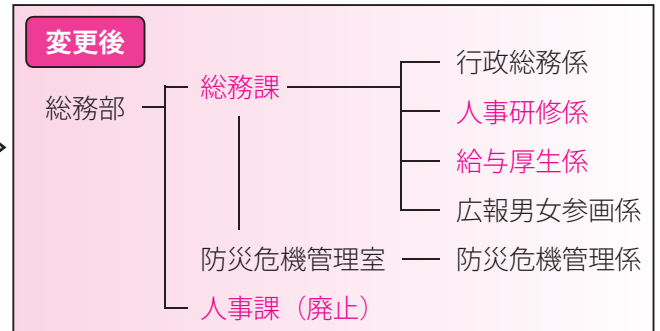 変更後
総務部
総務課
行政総務係
人事研修係
給与厚生係
広報男女参画係
防災危機管理室
防災危機管理係
人事課（廃止）